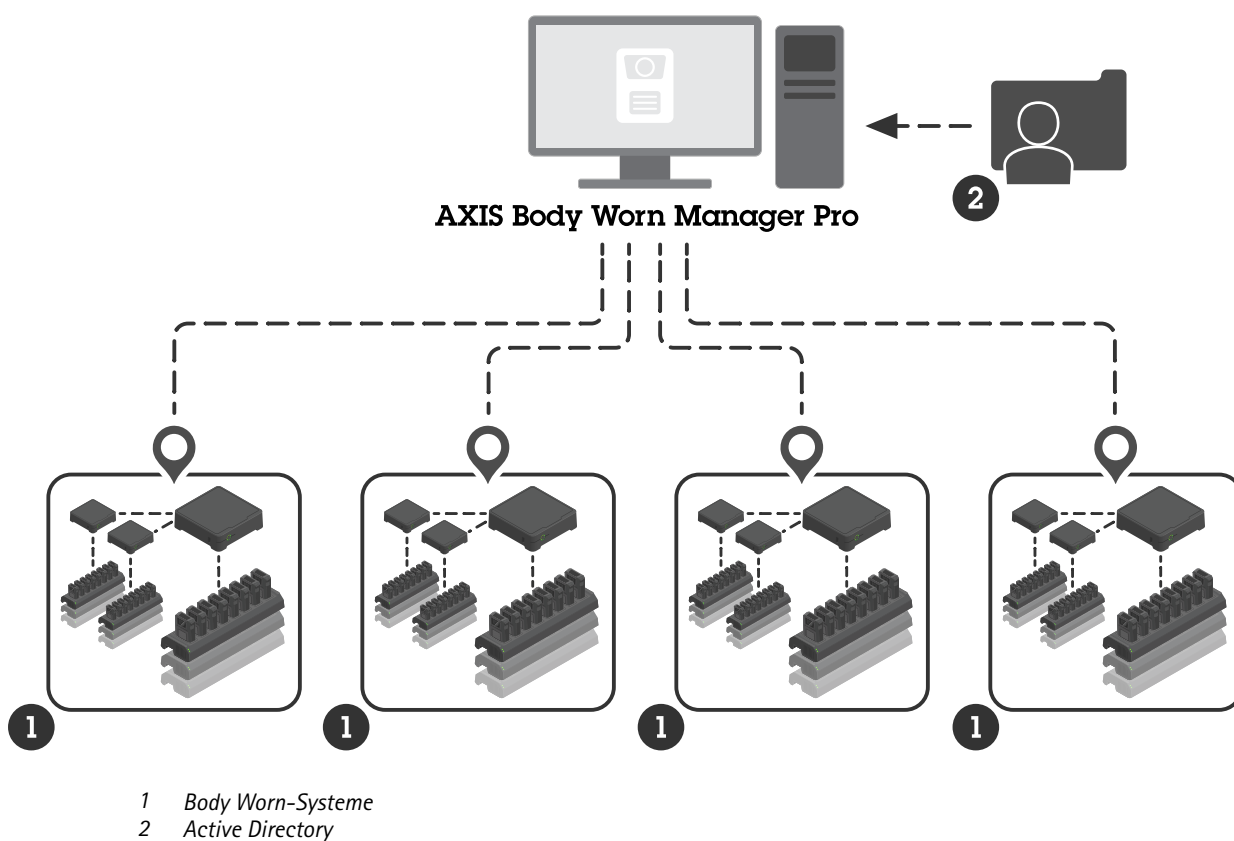 2
AXIS Body Worn Manager Pro
1 1 1 1
1 Body Worn-Systeme
2 Active Directory